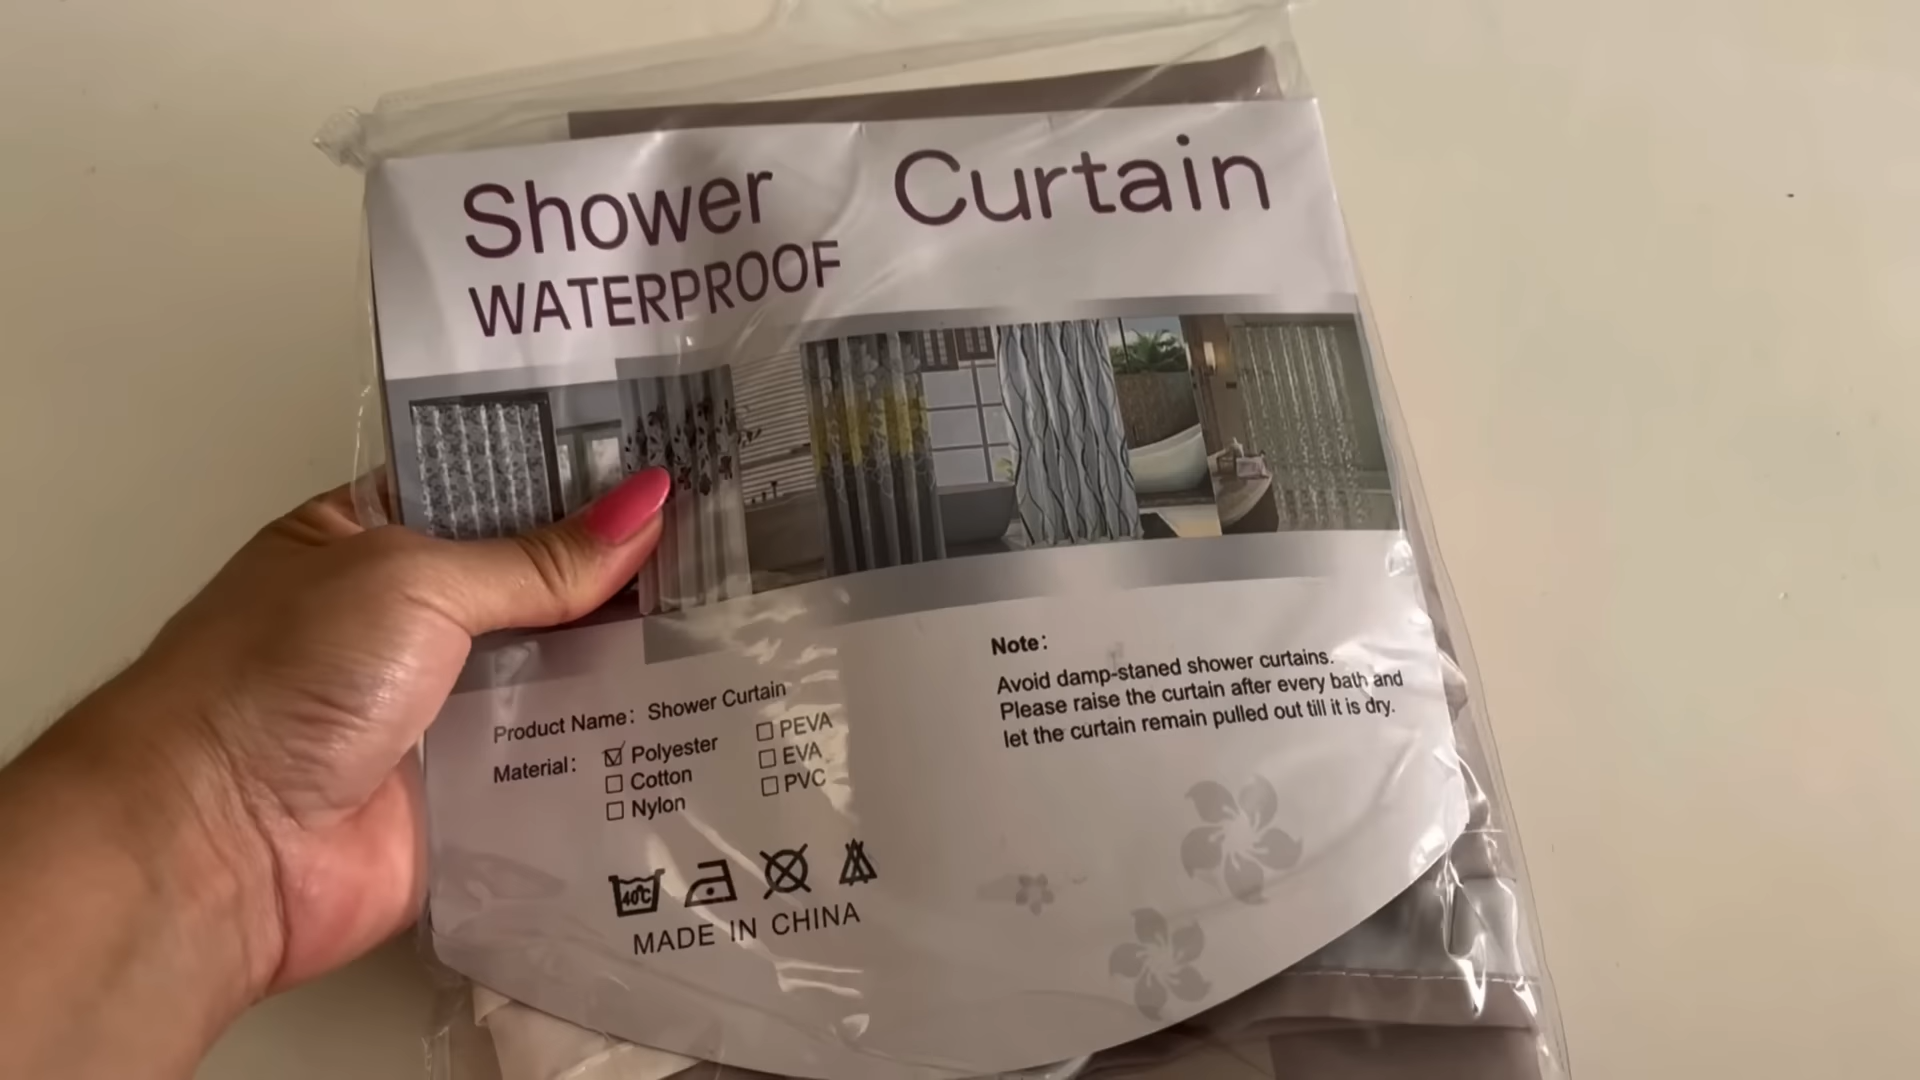 Shower Curtain
WATERPROOF
Product Name: Shower Curtain
Material: ☑ Polyester ☐ PEVA
☐ Cotton ☐ EVA
☐ Nylon ☐ PVC
40℃
MADE IN CHINA
Note:
Avoid damp-staned shower curtains.
Please raise the curtain after every bath and
let the curtain remain pulled out till it is dry.